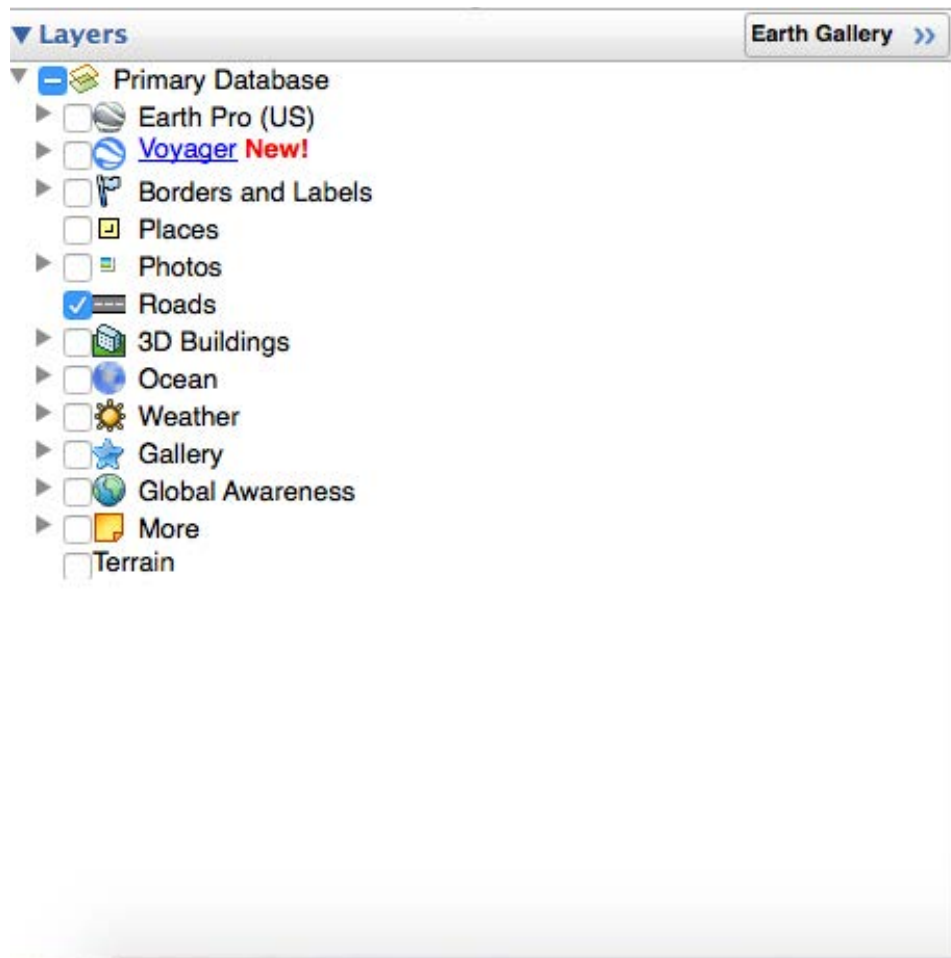 Layers
Earth Gallery >>
Primary Database
Earth Pro (US)
Voyager New!
Borders and Labels
Places
Photos
Roads
3D Buildings
Ocean
Weather
Gallery
Global Awareness
More
Terrain